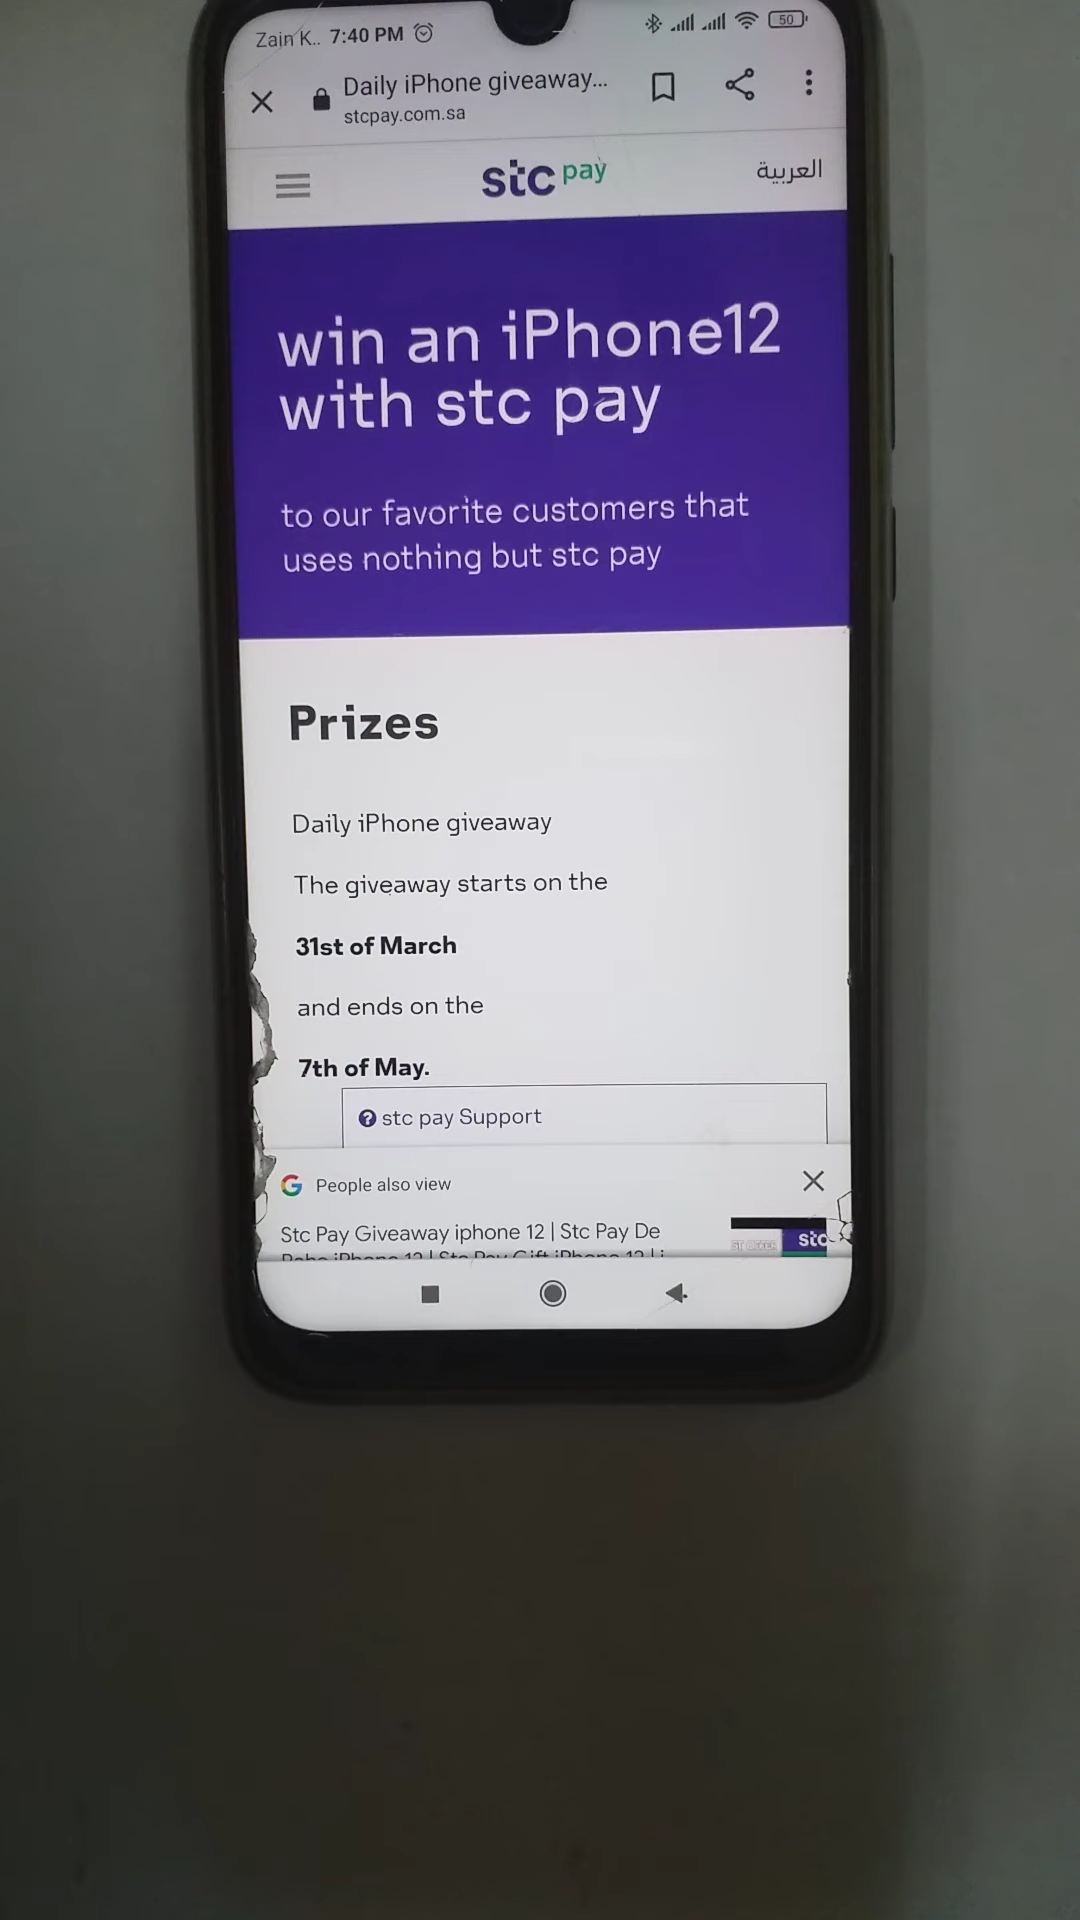 Zain K.. 7:40 PM 50
Daily iPhone giveaway...
stcpay.com.sa
stc pay العربية
win an iPhone12
with stc pay
to our favorite customers that
uses nothing but stc pay
Prizes
Daily iPhone giveaway
The giveaway starts on the
31st of March
and ends on the
7th of May.
stc pay Support
People also view
Stc Pay Giveaway iphone 12 | Stc Pay De
stc